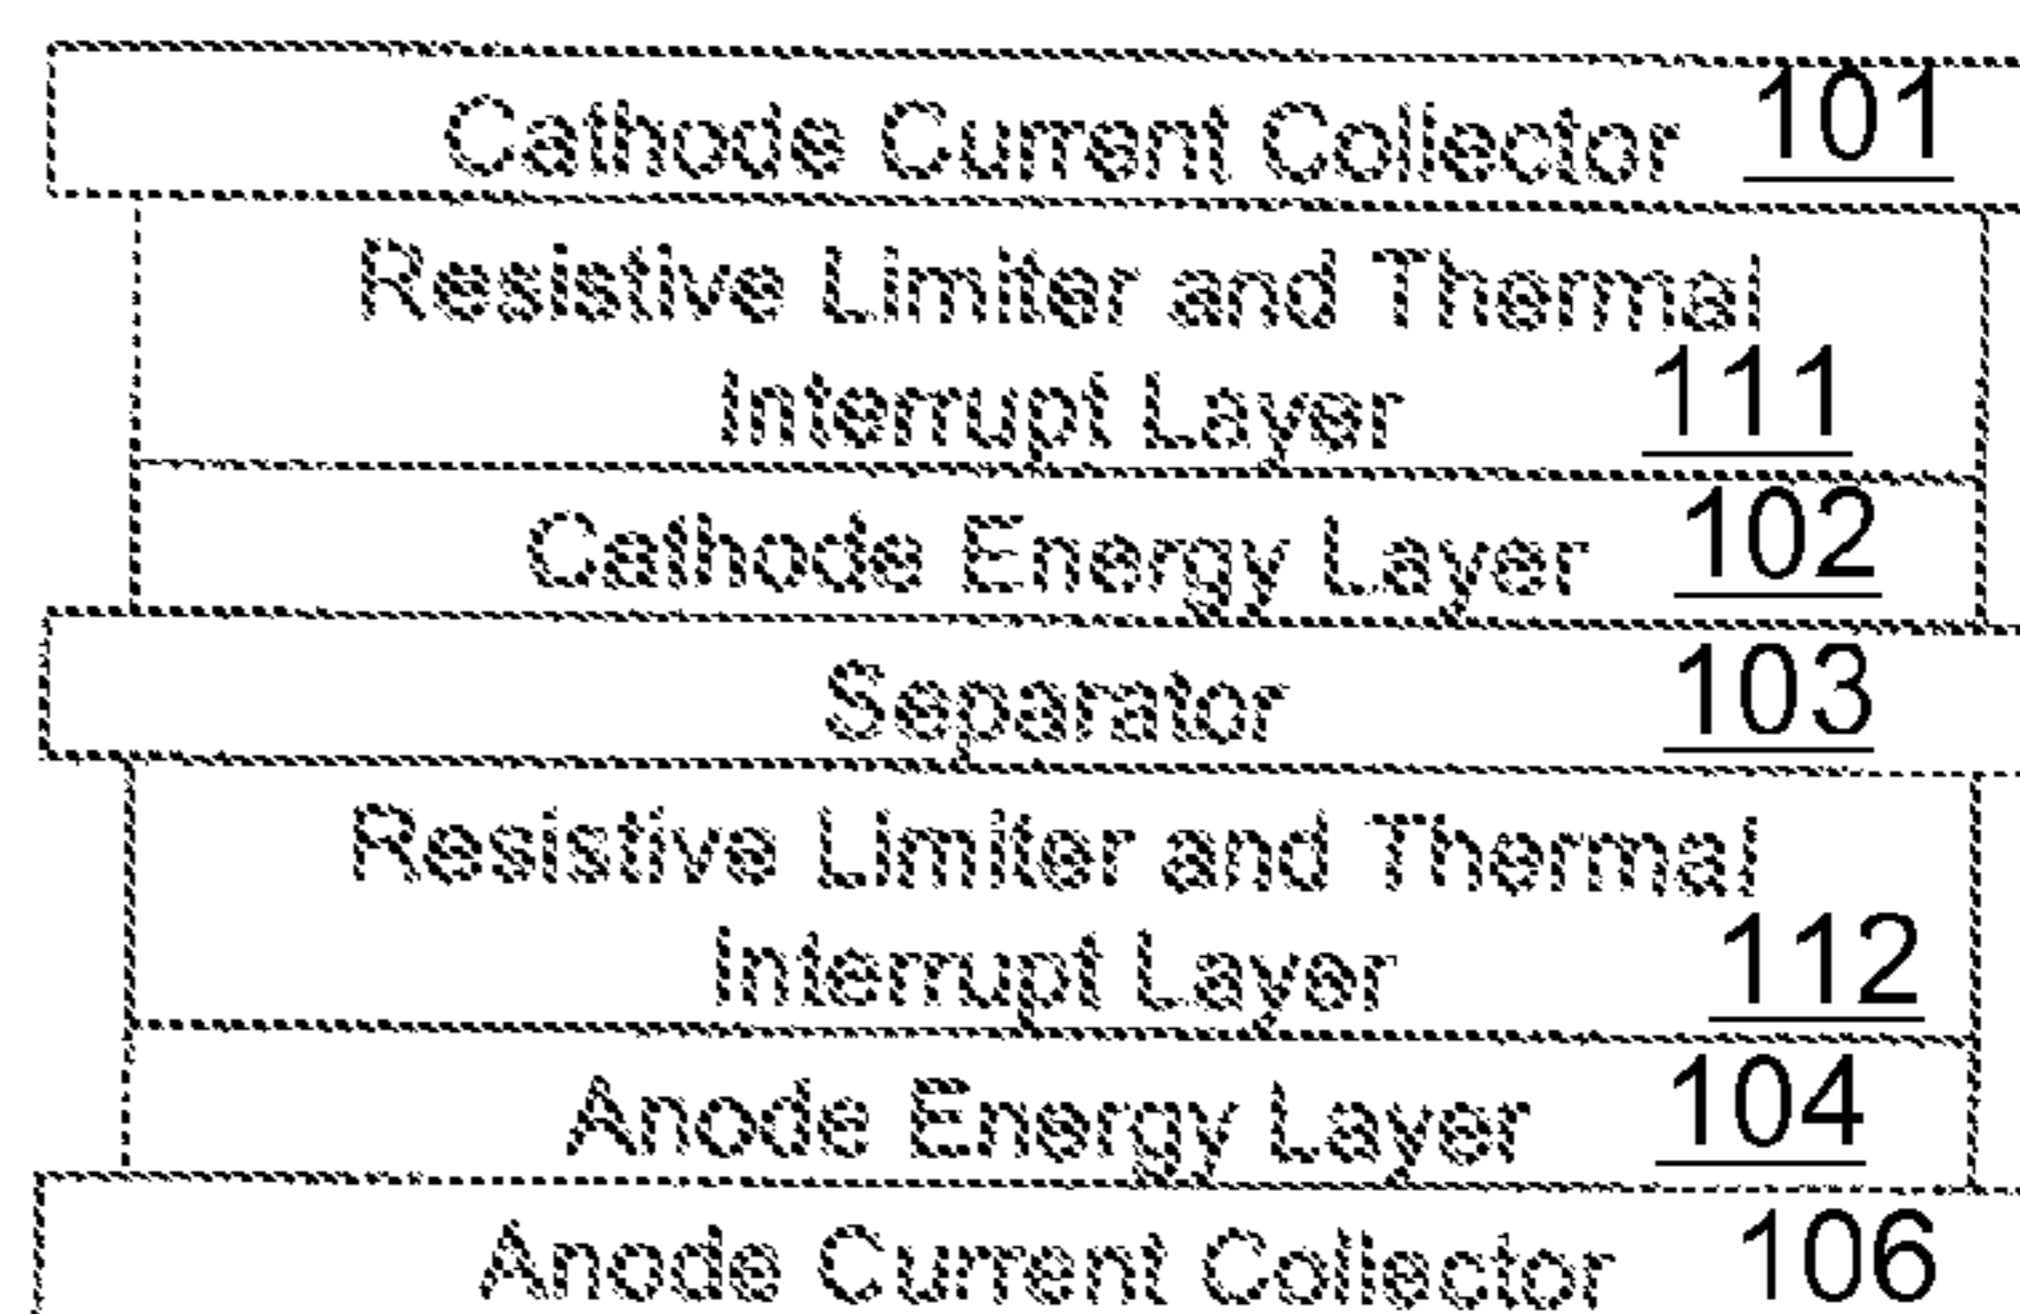 Cathode Current Collector 101
Resistive Limiter and Thermal
Interrupt Layer 111
Cathode Energy Layer 102
Separator 103
Resistive Limiter and Thermal
Interrupt Layer 112
Anode Energy Layer 104
Anode Current Collector 106